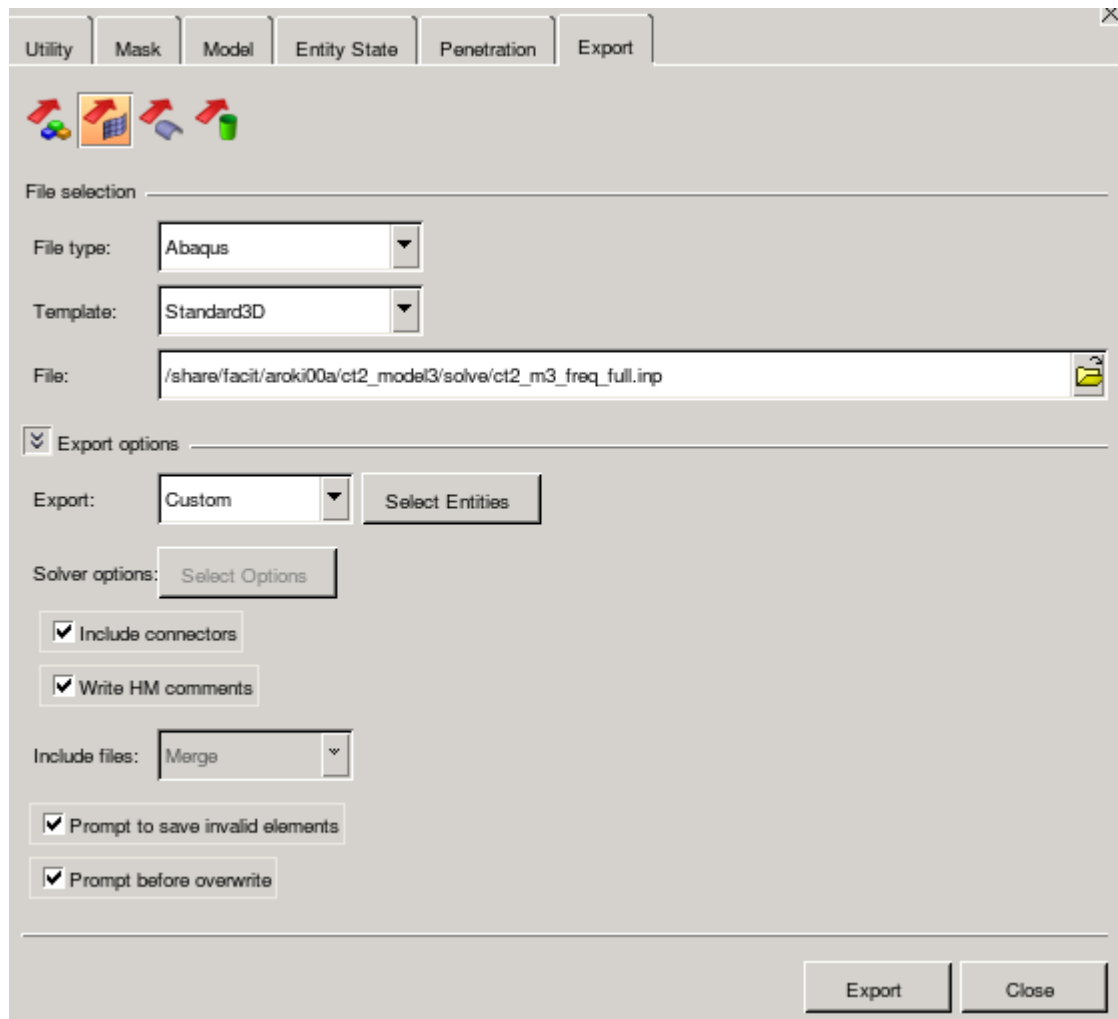 Utility Mask Model Entity State Penetration Export
File selection
File type: Abaqus
Template: Standard3D
File: /share/facit/aroki00a/ct2_model3/solve/ct2_m3_freq_full.inp
Export options
Export: Custom Select Entities
Solver options: Select Options
Include connectors
Write HM comments
Include files: Merge
Prompt to save invalid elements
Prompt before overwrite
Export Close